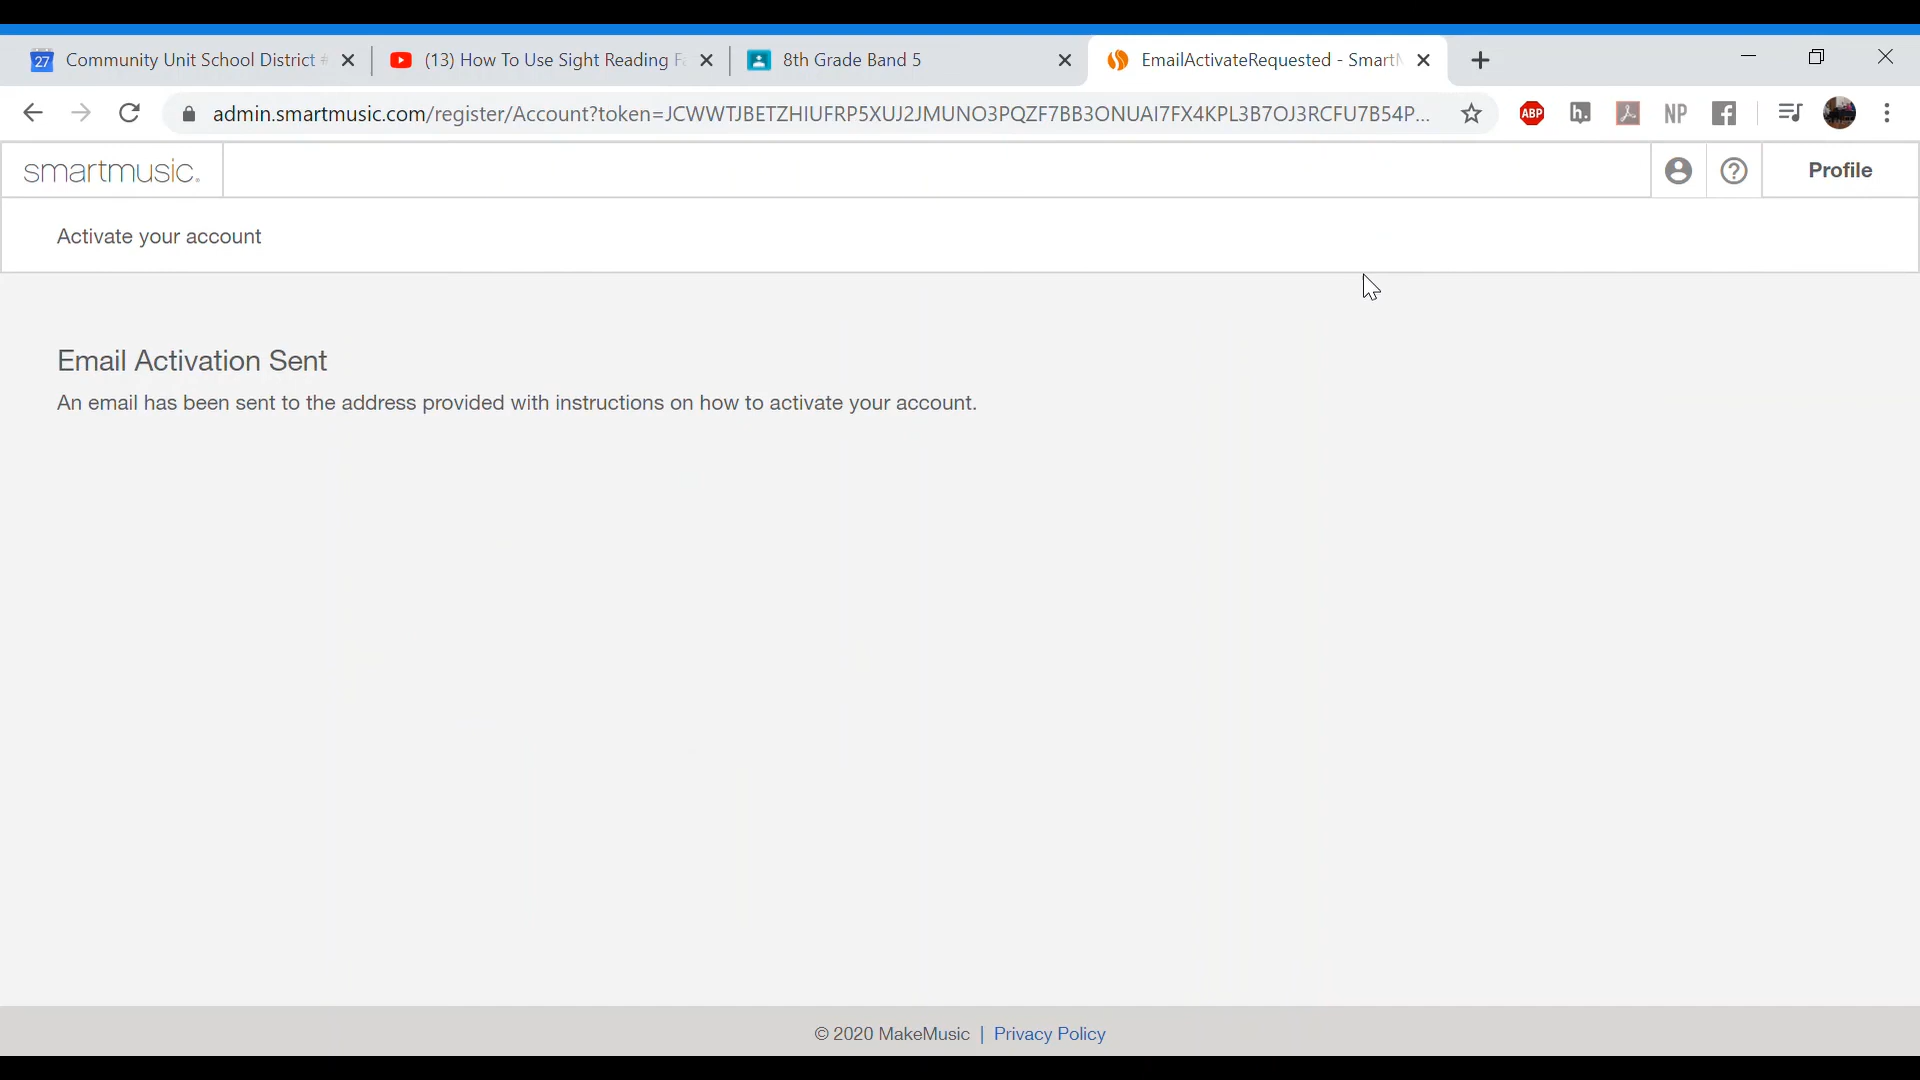 27 Community Unit School District
(13) How To Use Sight Reading
8th Grade Band 5
EmailActivateRequested - Smart
admin.smartmusic.com/register/Account?token=JCWWTJBETZHIUFRP5XUJ2JMUNO3PQZF7BB3ONUAI7FX4KPL3B7OJ3RCFU7B54P...
ABP
h.
NP
smartmusic.
Profile
Activate your account
Email Activation Sent
An email has been sent to the address provided with instructions on how to activate your account.
© 2020 MakeMusic | Privacy Policy